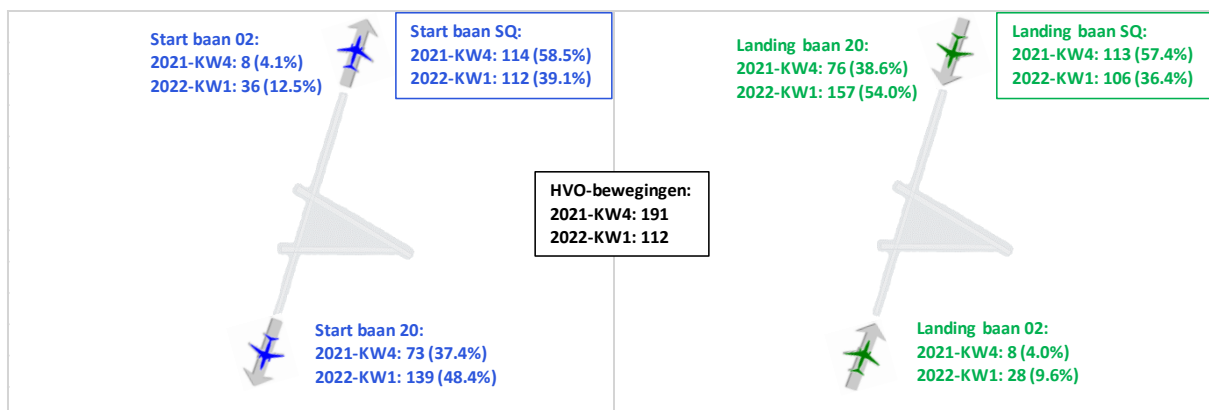 Start baan 02:
2021-KW4: 8 (4.1%)
2022-KW1: 36 (12.5%)
Start baan SQ:
2021-KW4: 114 (58.5%)
2022-KW1: 112 (39.1%)
Landing baan 20:
2021-KW4: 76 (38.6%)
2022-KW1: 157 (54.0%)
Landing baan SQ:
2021-KW4: 113 (57.4%)
2022-KW1: 106 (36.4%)
HVO-bewegingen:
2021-KW4: 191
2022-KW1: 112
Start baan 20:
2021-KW4: 73 (37.4%)
2022-KW1: 139 (48.4%)
Landing baan 02:
2021-KW4: 8 (4.0%)
2022-KW1: 28 (9.6%)